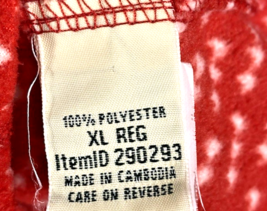 100% POLYESTER
XL REG
ItemID 290293
MADE IN CAMBODIA
CARE ON REVERSE